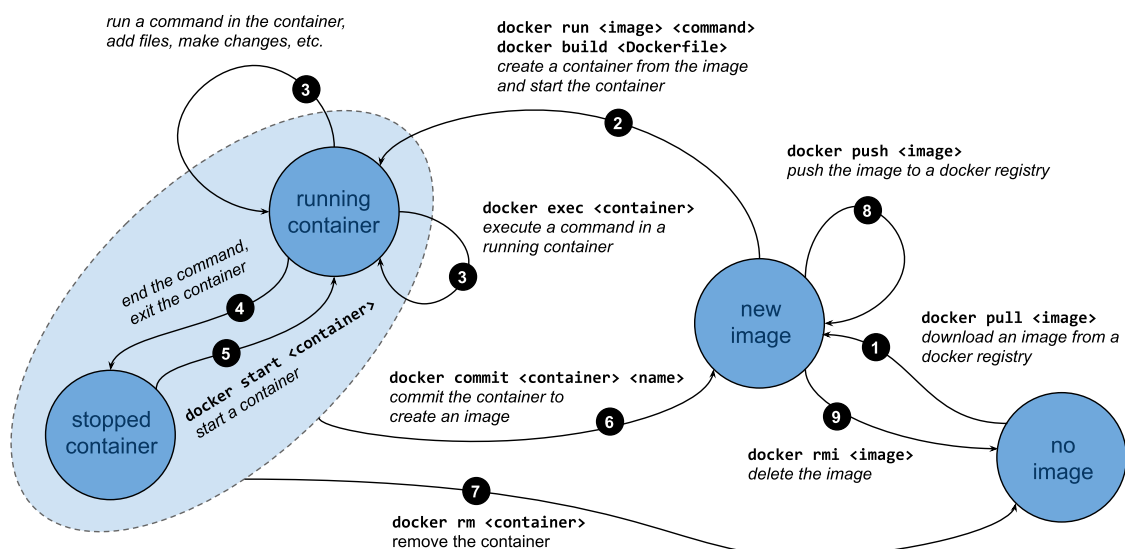 run a command in the container,
add files, make changes, etc.
docker run <image> <command>
docker build <Dockerfile>
create a container from the image
and start the container
3
2
docker push <image>
push the image to a docker registry
running
container
docker exec <container>
execute a command in a
running container
8
3
end the command,
exit the container
4
new
image
docker pull <image>
download an image from a
docker registry
1
5
docker start <container>
start a container
docker commit <container> <name>
commit the container to
create an image
6
9
stopped
container
docker rmi <image>
delete the image
no
image
7
docker rm <container>
remove the container